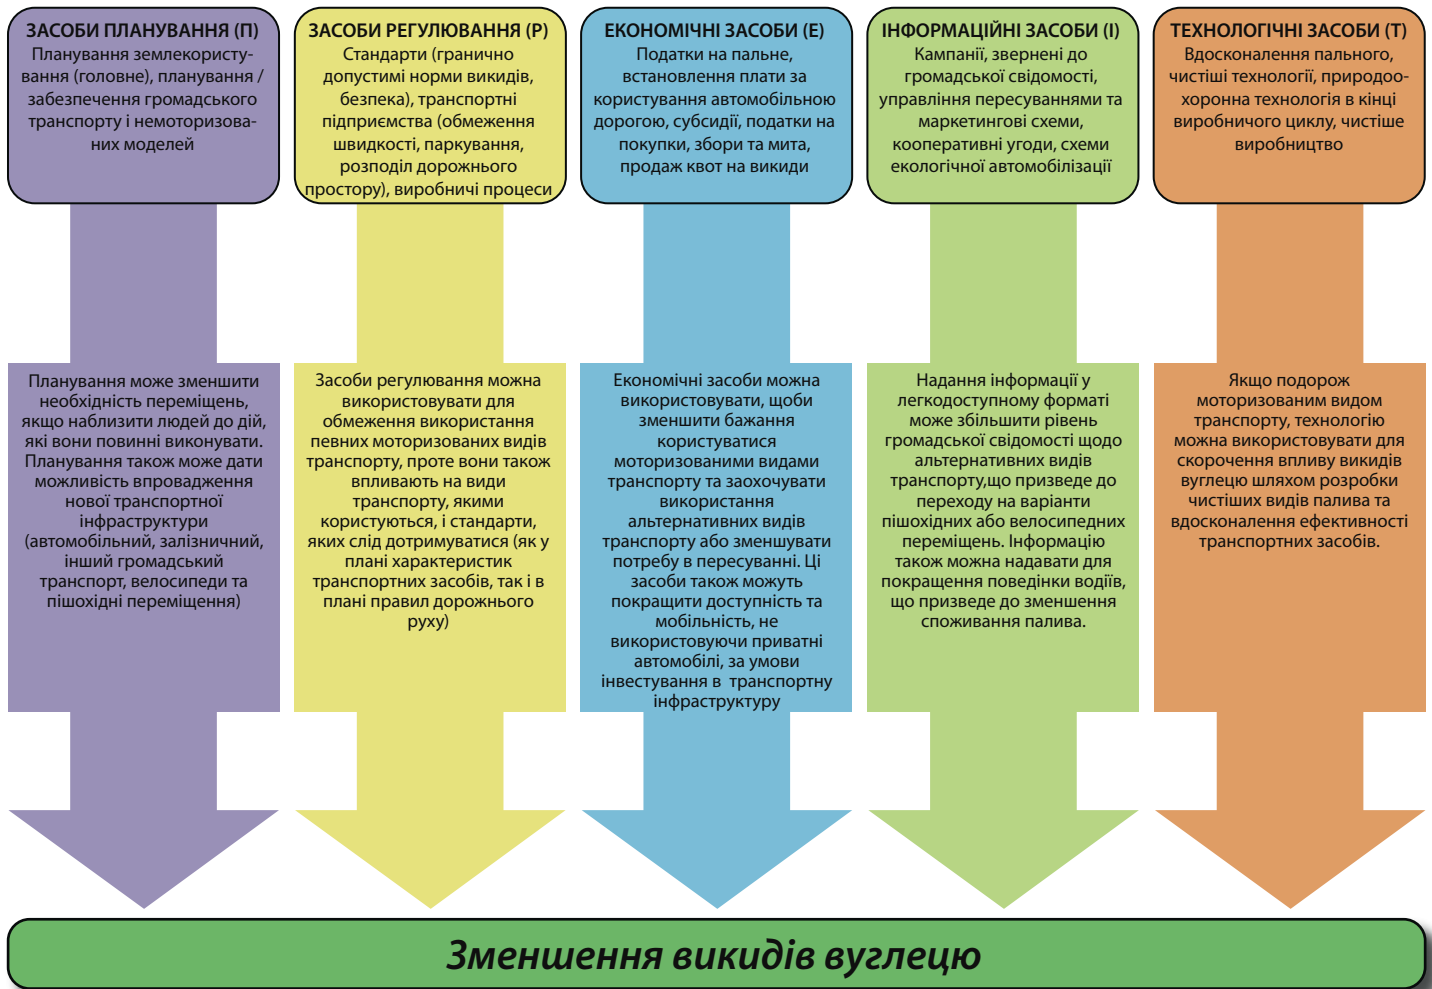 ЗАСОБИ ПЛАНУВАННЯ (П)
Планування землекористу-
вання (головне), планування /
забезпечення громадського
транспорту і немоторизова-
них моделей
ЗАСОБИ РЕГУЛЮВАННЯ (Р)
Стандарти (гранично
допустимі норми викидів,
безпека), транспортні
підприємства (обмеження
швидкості, паркування,
розподіл дорожнього
простору), виробничі процеси
ЕКОНОМІЧНІ ЗАСОБИ (Е)
Податки на пальне,
встановлення плати за
користування автомобільною
дорогою, субсидії, податки на
покупки, збори та мита,
продаж квот на викиди
ІНФОРМАЦІЙНІ ЗАСОБИ (І)
Кампанії, звернені до
громадської свідомості,
управління пересуваннями та
маркетингові схеми,
кооперативні угоди, схеми
екологічної автомобілізації
ТЕХНОЛОГІЧНІ ЗАСОБИ (Т)
Вдосконалення пального,
чистіші технології, природоо-
хоронна технологія в кінці
виробничого циклу, чистіше
виробництво
Планування може зменшити
необхідність переміщень,
якщо наблизити людей до дій,
які вони повинні виконувати.
Планування також може дати
можливість впровадження
нової транспортної
інфраструктури
(автомобільний, залізничний,
інший громадський
транспорт, велосипеди та
пішохідні переміщення)
Засоби регулювання можна
використовувати для
обмеження використання
певних моторизованих видів
транспорту, проте вони також
впливають на види
транспорту, якими
користуються, і стандарти,
яких слід дотримуватися (як у
плані характеристик
транспортних засобів, так і в
плані правил дорожнього
руху)
Економічні засоби можна
використовувати, щоби
зменшити бажання
користуватися
моторизованими видами
транспорту та заохочувати
використання
альтернативних видів
транспорту або зменшувати
потребу в пересуванні. Ці
засоби також можуть
покращити доступність та
мобільність, не
використовуючи приватні
автомобілі, за умови
інвестування в транспортну
інфраструктуру
Надання інформації у
легкодоступному форматі
може збільшити рівень
громадської свідомості щодо
альтернативних видів
транспорту,що призведе до
переходу на варіанти
пішохідних або велосипедних
переміщень. Інформацію
також можна надавати для
покращення поведінки водіїв,
що призведе до зменшення
споживання палива.
Якщо подорож
моторизованим видом
транспорту, технологію
можна використовувати для
скорочення впливу викидів
вуглецю шляхом розробки
чистіших видів палива та
вдосконалення ефективності
транспортних засобів.
Зменшення викидів вуглецю